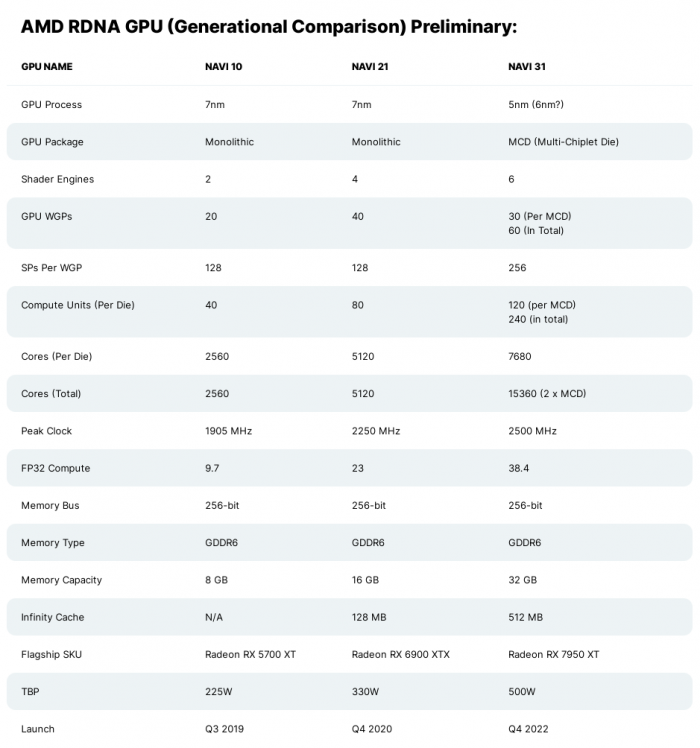 AMD RDNA GPU (Generational Comparison) Preliminary:
GPU NAME NAVI 10 NAVI 21 NAVI 31
GPU Process 7nm 7nm 5nm (6nm?)
GPU Package Monolithic Monolithic MCD (Multi-Chiplet Die)
Shader Engines 2 4 6
GPU WGPs 20 40 30 (Per MCD)
60 (In Total)
SPs Per WGP 128 128 256
Compute Units (Per Die) 40 80 120 (per MCD)
240 (in total)
Cores (Per Die) 2560 5120 7680
Cores (Total) 2560 5120 15360 (2 x MCD)
Peak Clock 1905 MHz 2250 MHz 2500 MHz
FP32 Compute 9.7 23 38.4
Memory Bus 256-bit 256-bit 256-bit
Memory Type GDDR6 GDDR6 GDDR6
Memory Capacity 8 GB 16 GB 32 GB
Infinity Cache N/A 128 MB 512 MB
Flagship SKU Radeon RX 5700 XT Radeon RX 6900 XTX Radeon RX 7950 XT
TBP 225W 330W 500W
Launch Q3 2019 Q4 2020 Q4 2022